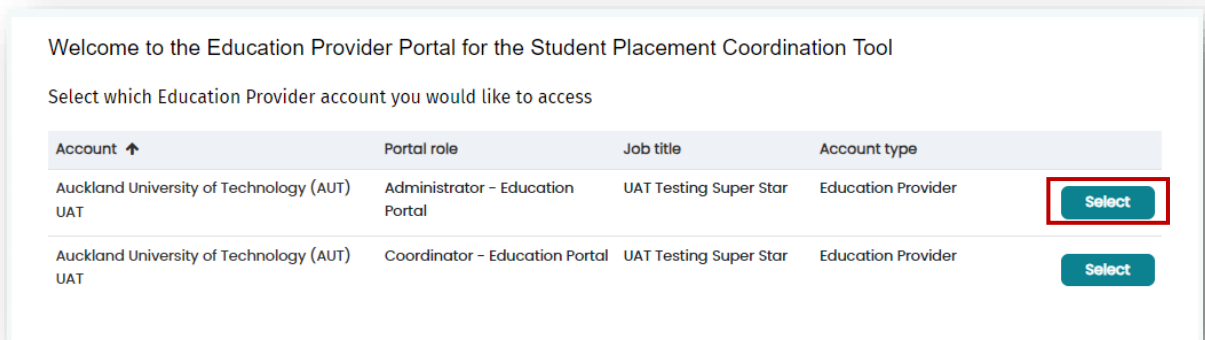 Welcome to the Education Provider Portal for the Student Placement Coordination Tool
Select which Education Provider account you would like to access
Account ↑ Portal role Job title Account type
Auckland University of Technology (AUT) Administrator - Education UAT Testing Super Star Education Provider Select
UAT Portal
Auckland University of Technology (AUT) Coordinator - Education Portal UAT Testing Super Star Education Provider Select
UAT